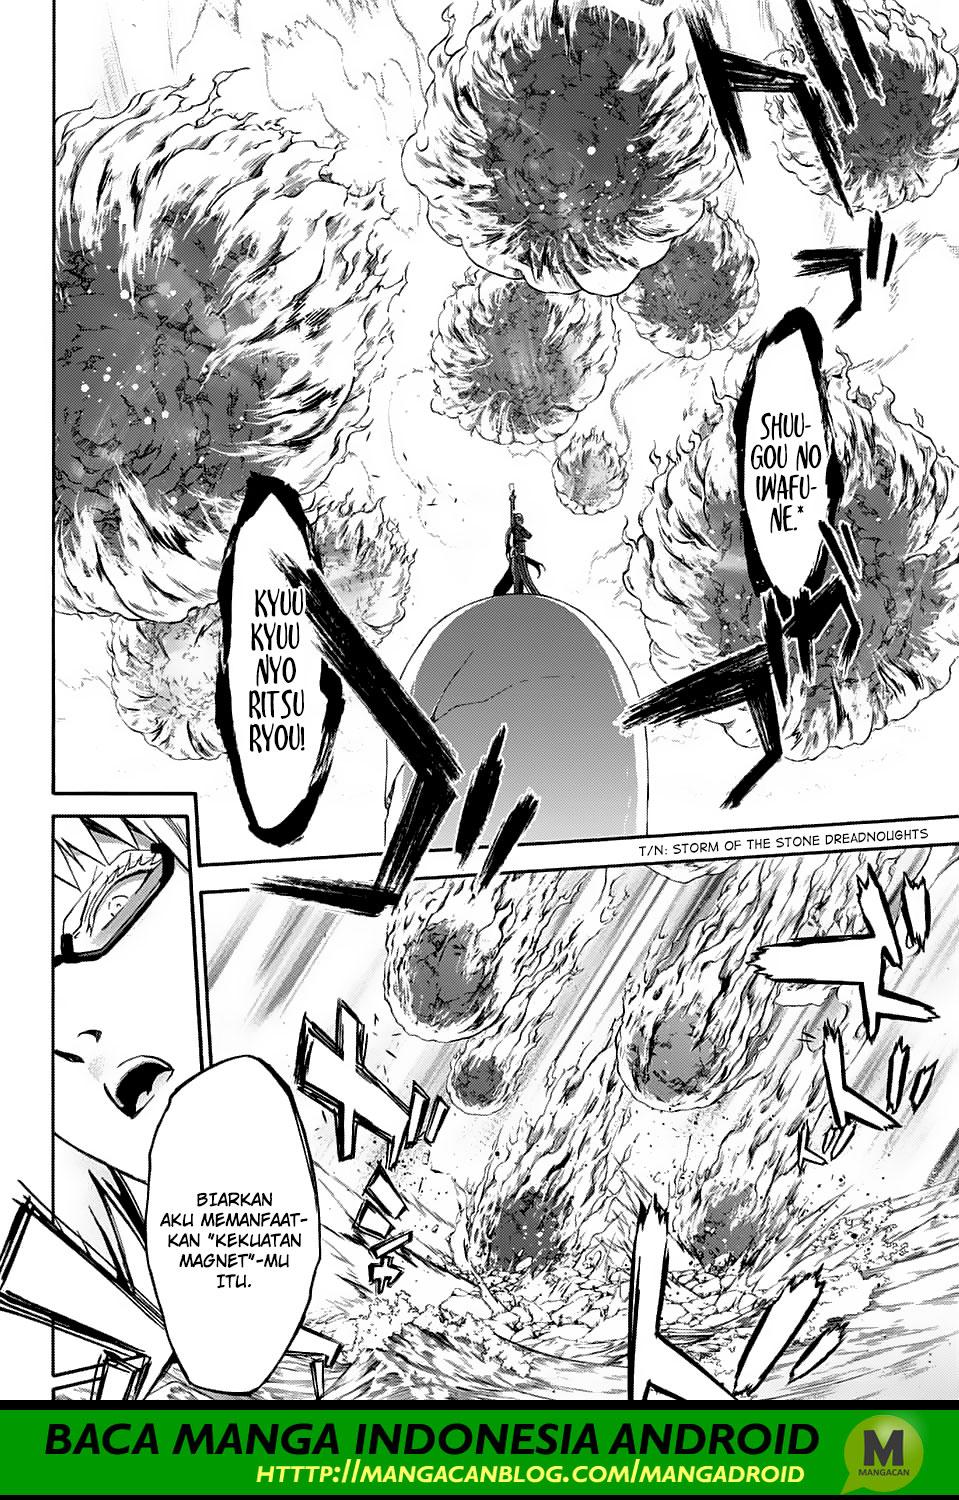 SHUU-
GOU NO
IWAFU-
NE.*
KYUU
KYUU
NYO
RITSU
RYOU!
T/N: STORM OF THE STONE DREADNOUGHTS
BIARKAN
AKU MEMANFAAT-
KAN "KEKUATAN
MAGNET"-MU
ITU.
BACA MANGA INDONESIA ANDROID
HTTTP://MANGACANBLOG.COM/MANGADROID
M
MANGACAN